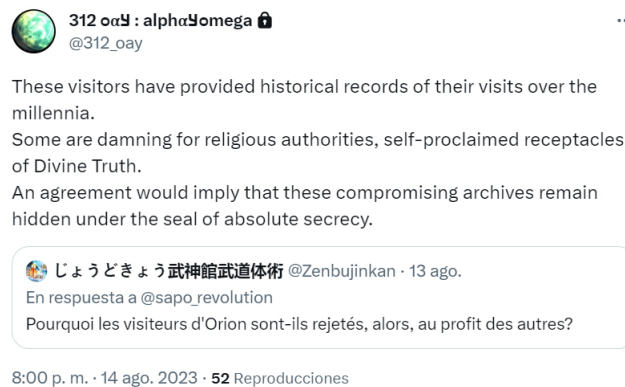 312 oαყ : alphαყomega
@312_oay
These visitors have provided historical records of their visits over the
millennia.
Some are damning for religious authorities, self-proclaimed receptacles
of Divine Truth.
An agreement would imply that these compromising archives remain
hidden under the seal of absolute secrecy.
じょうどきょう武神館武道体術 @Zenbujinkan · 13 ago.
En respuesta a @sapo_revolution
Pourquoi les visiteurs d'Orion sont-ils rejetés, alors, au profit des autres?
8:00 p. m. · 14 ago. 2023 · 52 Reproducciones